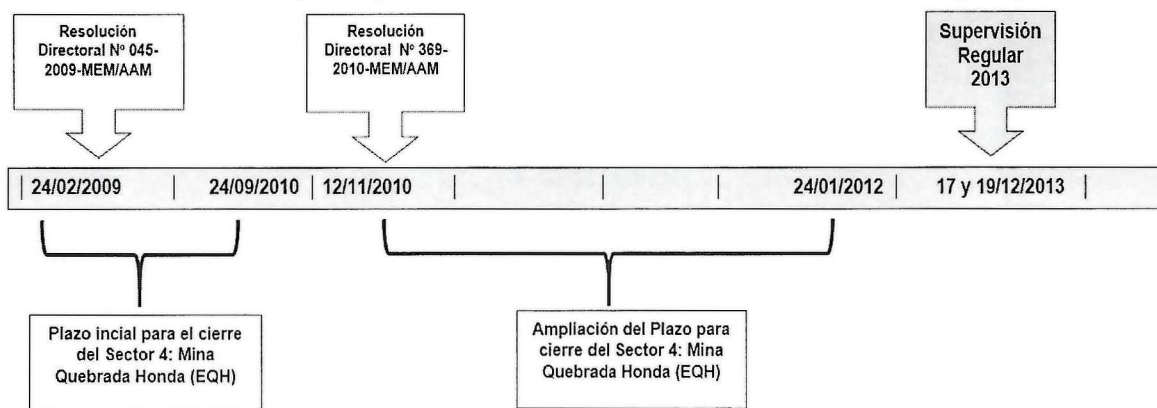 Resolución
Directoral Nº 045-
2009-MEM/AAM
Resolución
Directoral Nº 369-
2010-MEM/AAM
Supervisión
Regular
2013
24/02/2009
24/09/2010
12/11/2010
24/01/2012
17 y 19/12/2013
Plazo incial para el cierre
del Sector 4: Mina
Quebrada Honda (EQH)
Ampliación del Plazo para
cierre del Sector 4: Mina
Quebrada Honda (EQH)